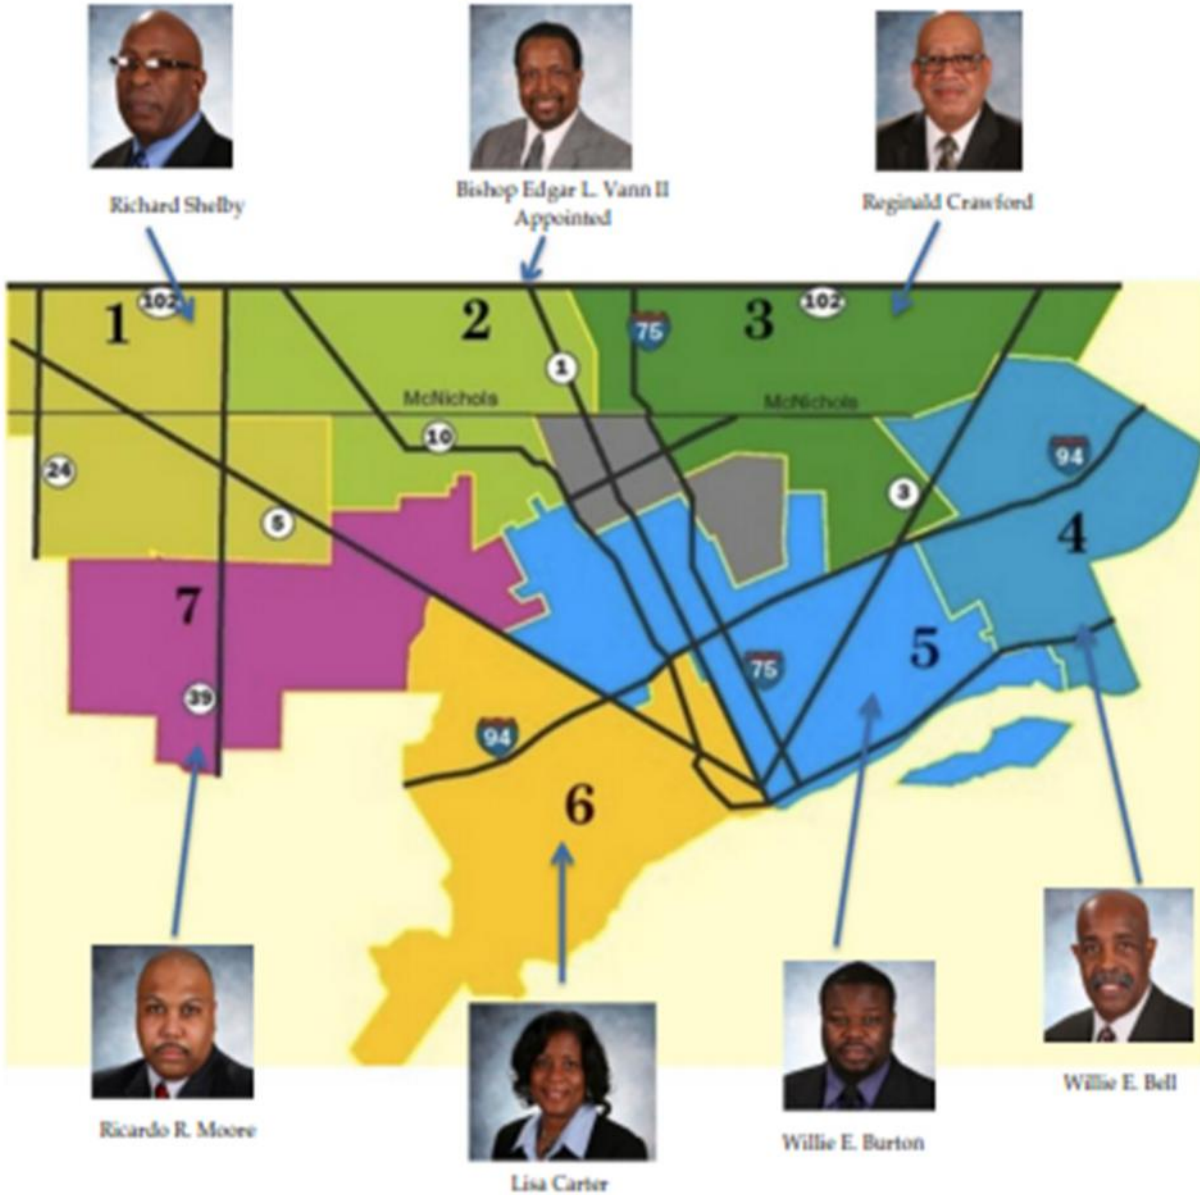 Richard Shelby
Bishop Edgar L. Vann II
Appointed
Reginald Crawford
1
102
2
75
3
102
1
McNichols
McNichols
10
94
24
3
5
4
7
5
75
39
94
6
Willie E. Bell
Ricardo R. Moore
Willie E. Burton
Lisa Carter